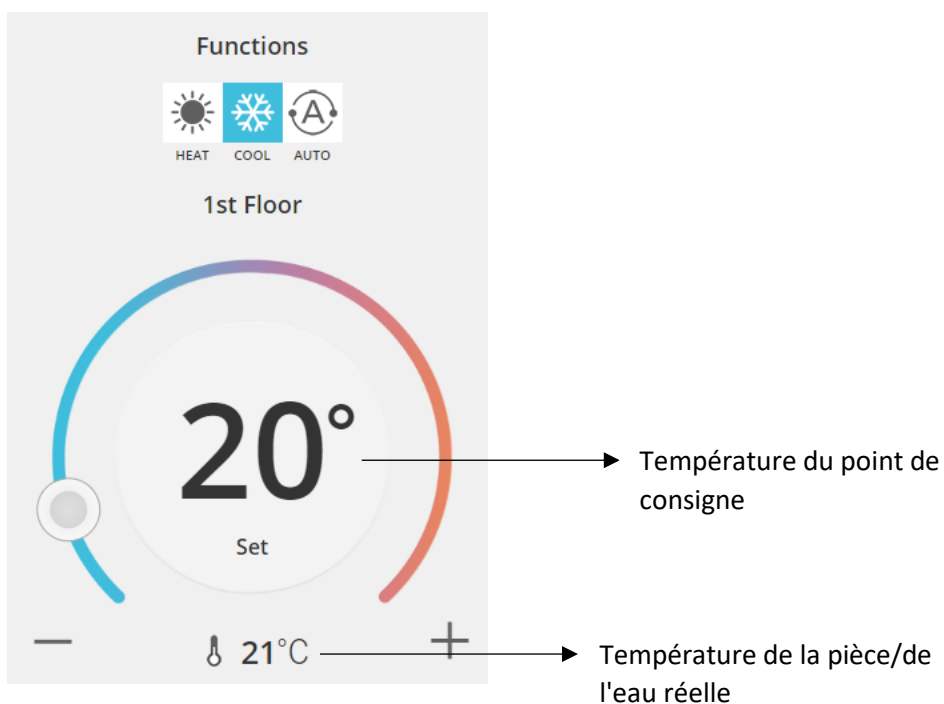 Functions
A
HEAT COOL AUTO
1st Floor
20°
Température du point de
consigne
Set
21°C
Température de la pièce/de
l'eau réelle